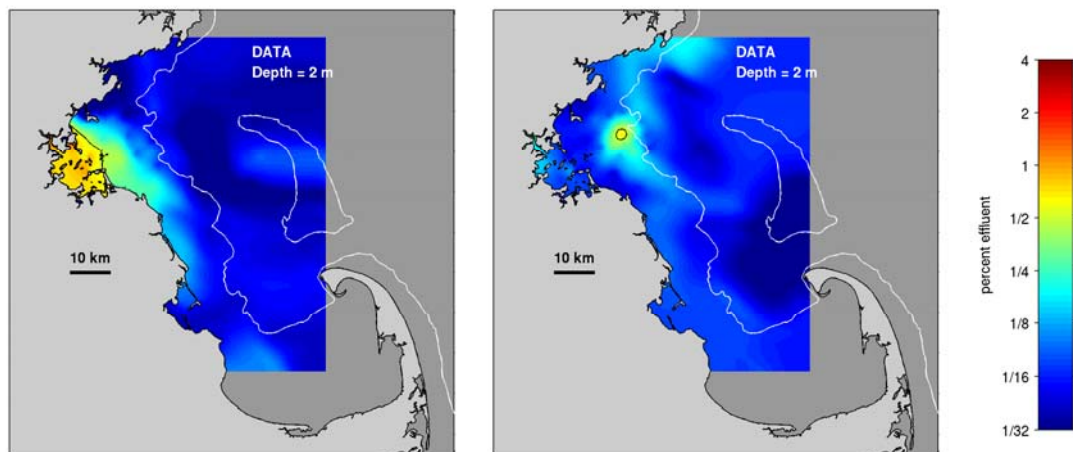 DATA
Depth = 2 m
10 km
DATA
Depth = 2 m
10 km
percent effluent
4
2
1
1/2
1/4
1/8
1/16
1/32